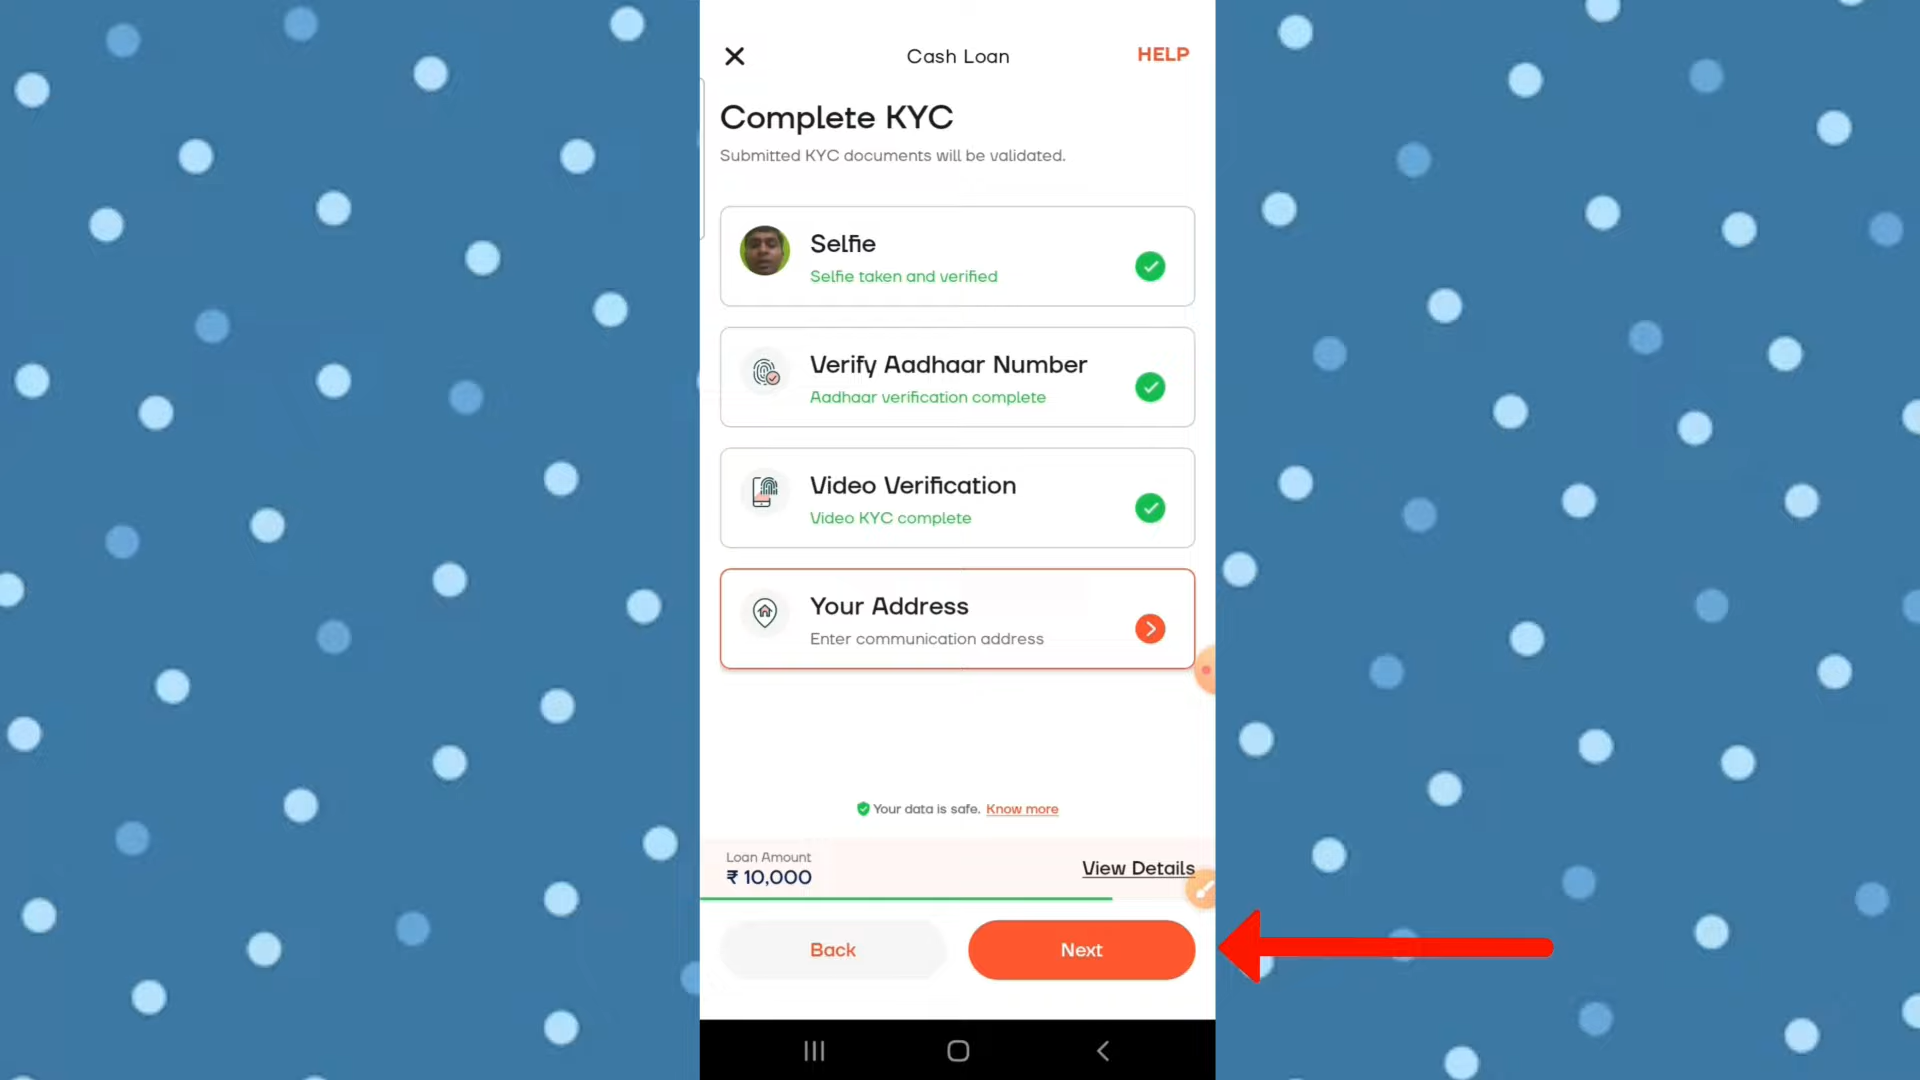 Cash Loan
HELP
Complete KYC
Submitted KYC documents will be validated.
Selfie
Selfie taken and verified
Verify Aadhaar Number
Aadhaar verification complete
Video Verification
Video KYC complete
Your Address
Enter communication address
Your data is safe. Know more
Loan Amount
₹ 10,000
View Details
Back
Next